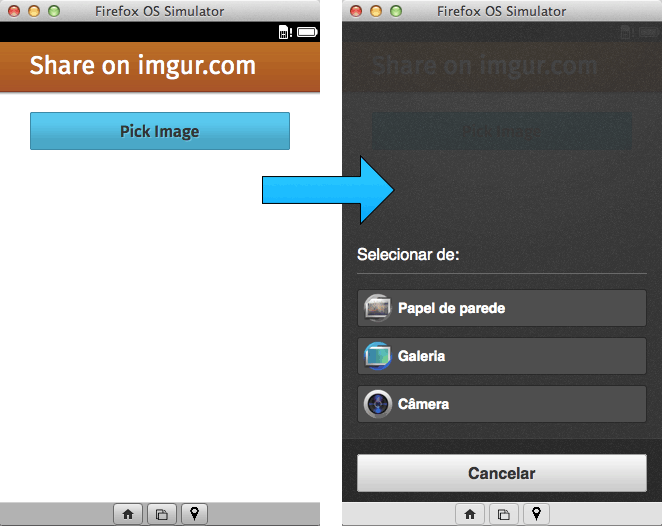 Firefox OS Simulator
Share on imgur.com
Pick Image
Firefox OS Simulator
Share on imgur.com
Pick Image
Selecionar de:
Papel de parede
Galeria
Câmera
Cancelar